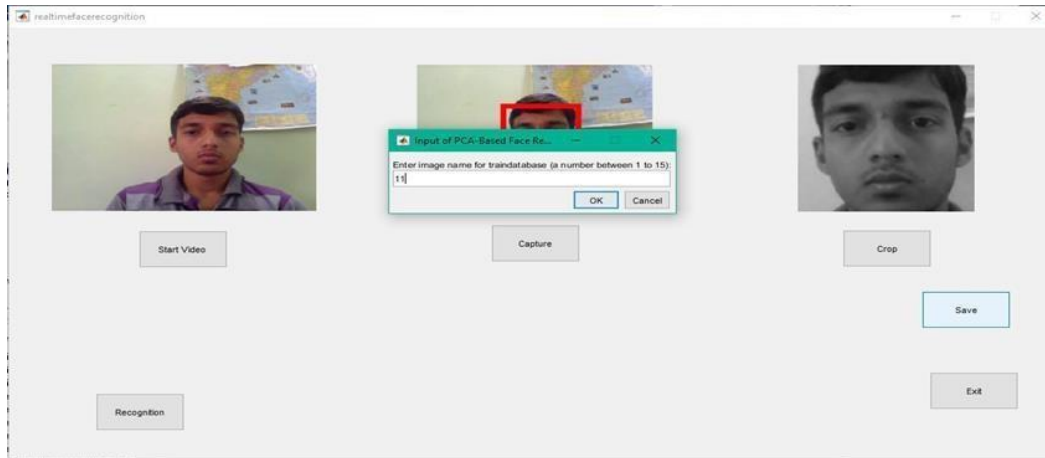 realtimefacerecognition
Input of PCA-Based Face Re...
Enter image name for traindatabase (a number between 1 to 15):
11
OK Cancel
Start Video
Capture
Crop
Save
Exit
Recognition